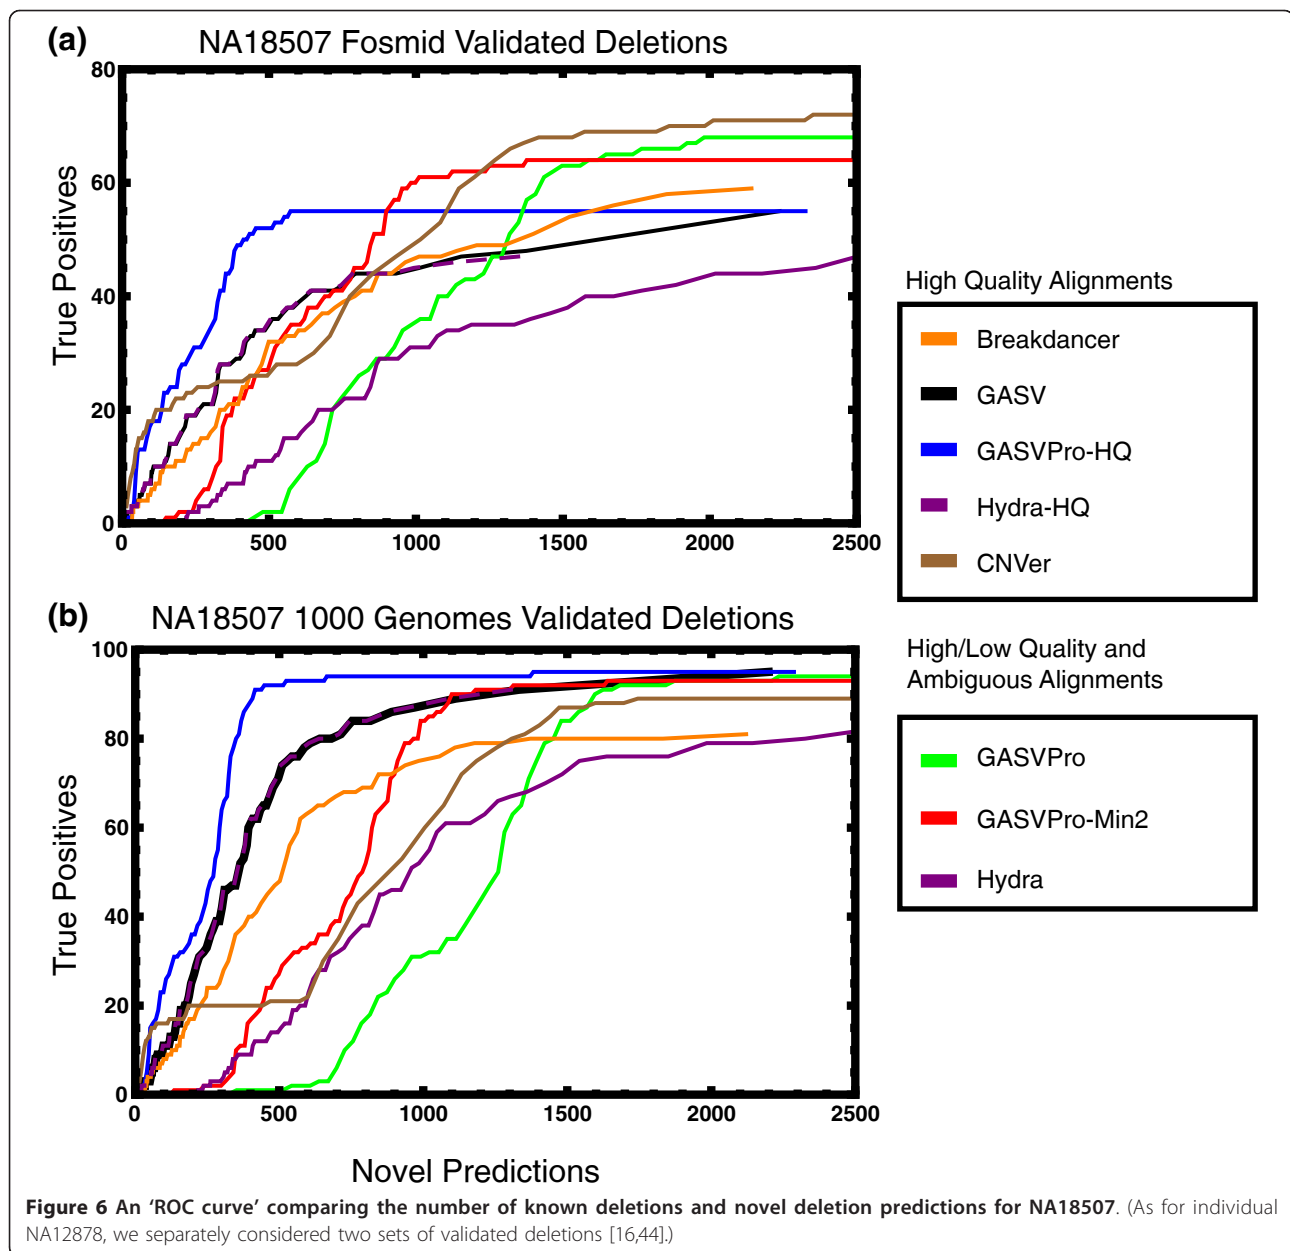 (a)
NA18507 Fosmid Validated Deletions
80
60
40
20
0
True Positives
0 500 1000 1500 2000 2500
(b)
NA18507 1000 Genomes Validated Deletions
100
80
60
40
20
0
True Positives
0 500 1000 1500 2000 2500
Novel Predictions
High Quality Alignments
Breakdancer
GASV
GASVPro-HQ
Hydra-HQ
CNVer
High/Low Quality and
Ambiguous Alignments
GASVPro
GASVPro-Min2
Hydra
Figure 6 An ‘ROC curve’ comparing the number of known deletions and novel deletion predictions for NA18507. (As for individual
NA12878, we separately considered two sets of validated deletions [16,44].)